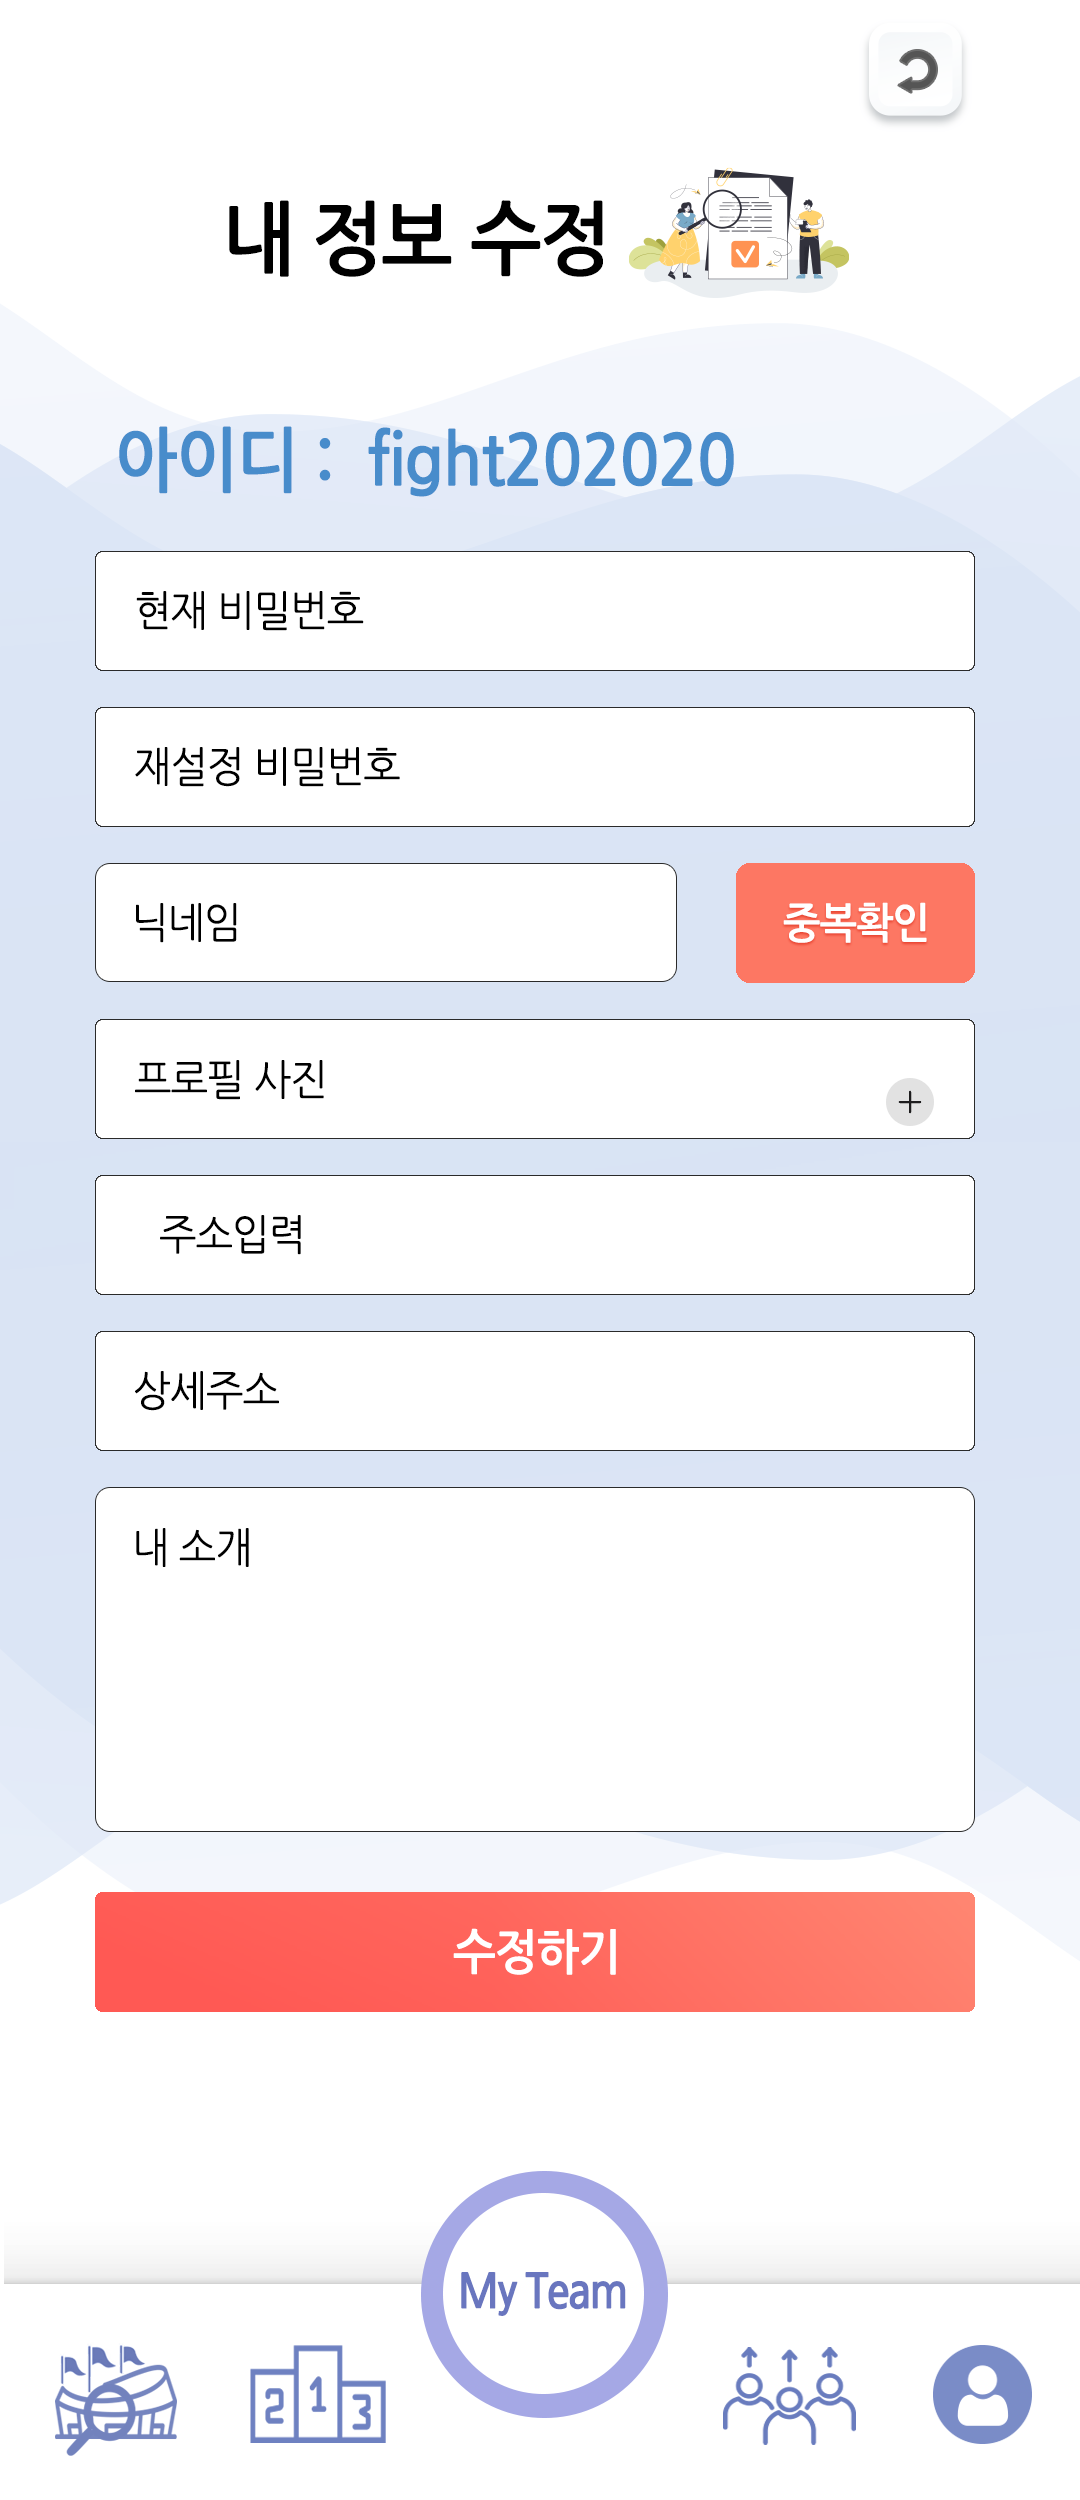 내 정보 수정
아이디 : fight202020
현재 비밀번호
재설정 비밀번호
닉네임
중복확인
프로필 사진
주소입력
상세주소
내 소개
수정하기
My Team
2 1 3